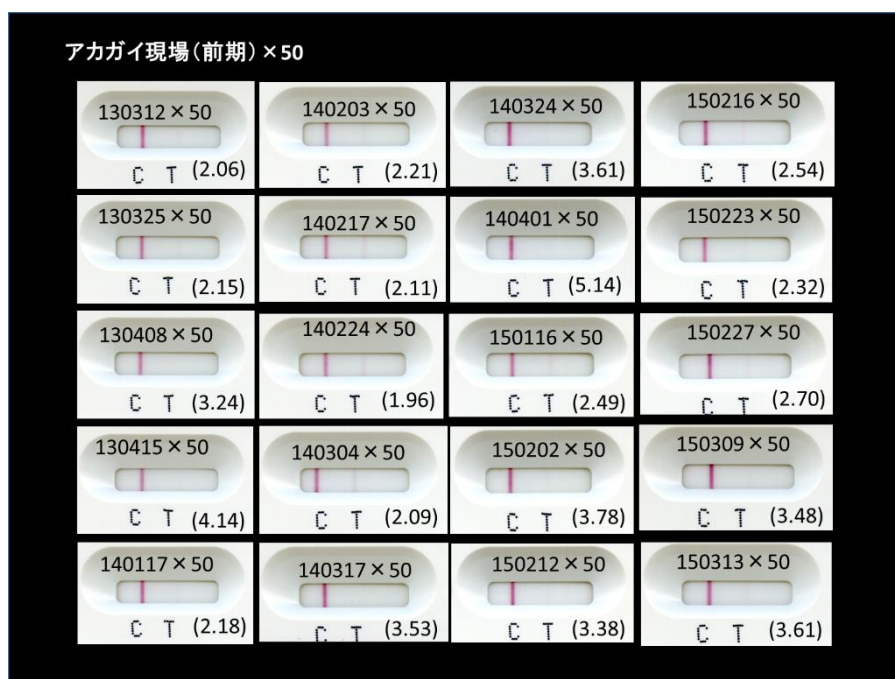 アカガイ現場(前期)×50
130312×50
C T (2.06)
140203×50
C T (2.21)
140324×50
C T (3.61)
150216×50
C T (2.54)
130325×50
C T (2.15)
140217×50
C T (2.11)
140401×50
C T (5.14)
150223×50
C T (2.32)
130408×50
C T (3.24)
140224×50
C T (1.96)
150116×50
C T (2.49)
150227×50
C T (2.70)
130415×50
C T (4.14)
140304×50
C T (2.09)
150202×50
C T (3.78)
150309×50
C T (3.48)
140117×50
C T (2.18)
140317×50
C T (3.53)
150212×50
C T (3.38)
150313×50
C T (3.61)